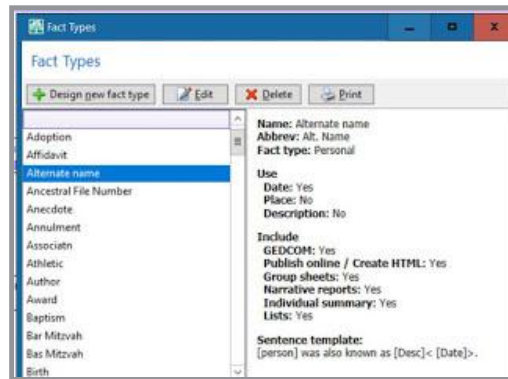 Fact Types
Fact Types
Design new fact type
Edit
Delete
Print
Adoption
Affidavit
Alternate name
Ancestral File Number
Anecdote
Annulment
Associatn
Athletic
Author
Award
Baptism
Bar Mitzvah
Bas Mitzvah
Birth
Name: Alternate name
Abbrev: Alt. Name
Fact type: Personal
Use
Date: Yes
Place: No
Description: No
Include
GEDCOM: Yes
Publish online / Create HTML: Yes
Group sheets: Yes
Narrative reports: Yes
Individual summary: Yes
Lists: Yes
Sentence template:
[person] was also known as [Desc]< [Date]>.